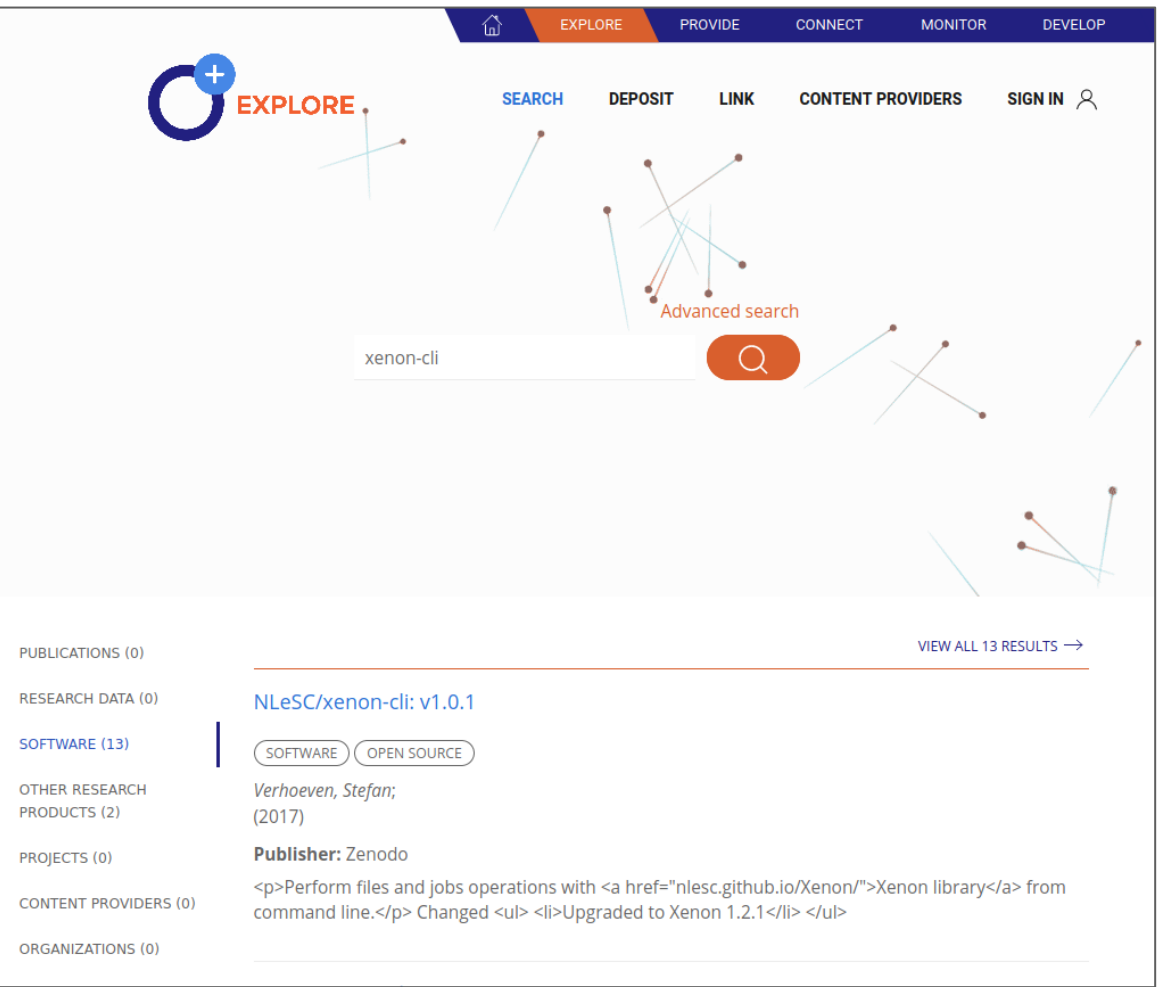 EXPLORE PROVIDE CONNECT MONITOR DEVELOP
EXPLORE
SEARCH DEPOSIT LINK CONTENT PROVIDERS SIGN IN
Advanced search
xenon-cli
VIEW ALL 13 RESULTS
PUBLICATIONS (0)
RESEARCH DATA (0)
SOFTWARE (13)
OTHER RESEARCH
PRODUCTS (2)
PROJECTS (0)
CONTENT PROVIDERS (0)
ORGANIZATIONS (0)
NLeSC/xenon-cli: v1.0.1
SOFTWARE OPEN SOURCE
Verhoeven, Stefan;
(2017)
Publisher: Zenodo
<p>Perform files and jobs operations with <a href="nlesc.github.io/Xenon/">Xenon library</a> from
command line.</p> Changed <ul> <li>Upgraded to Xenon 1.2.1</li> </ul>